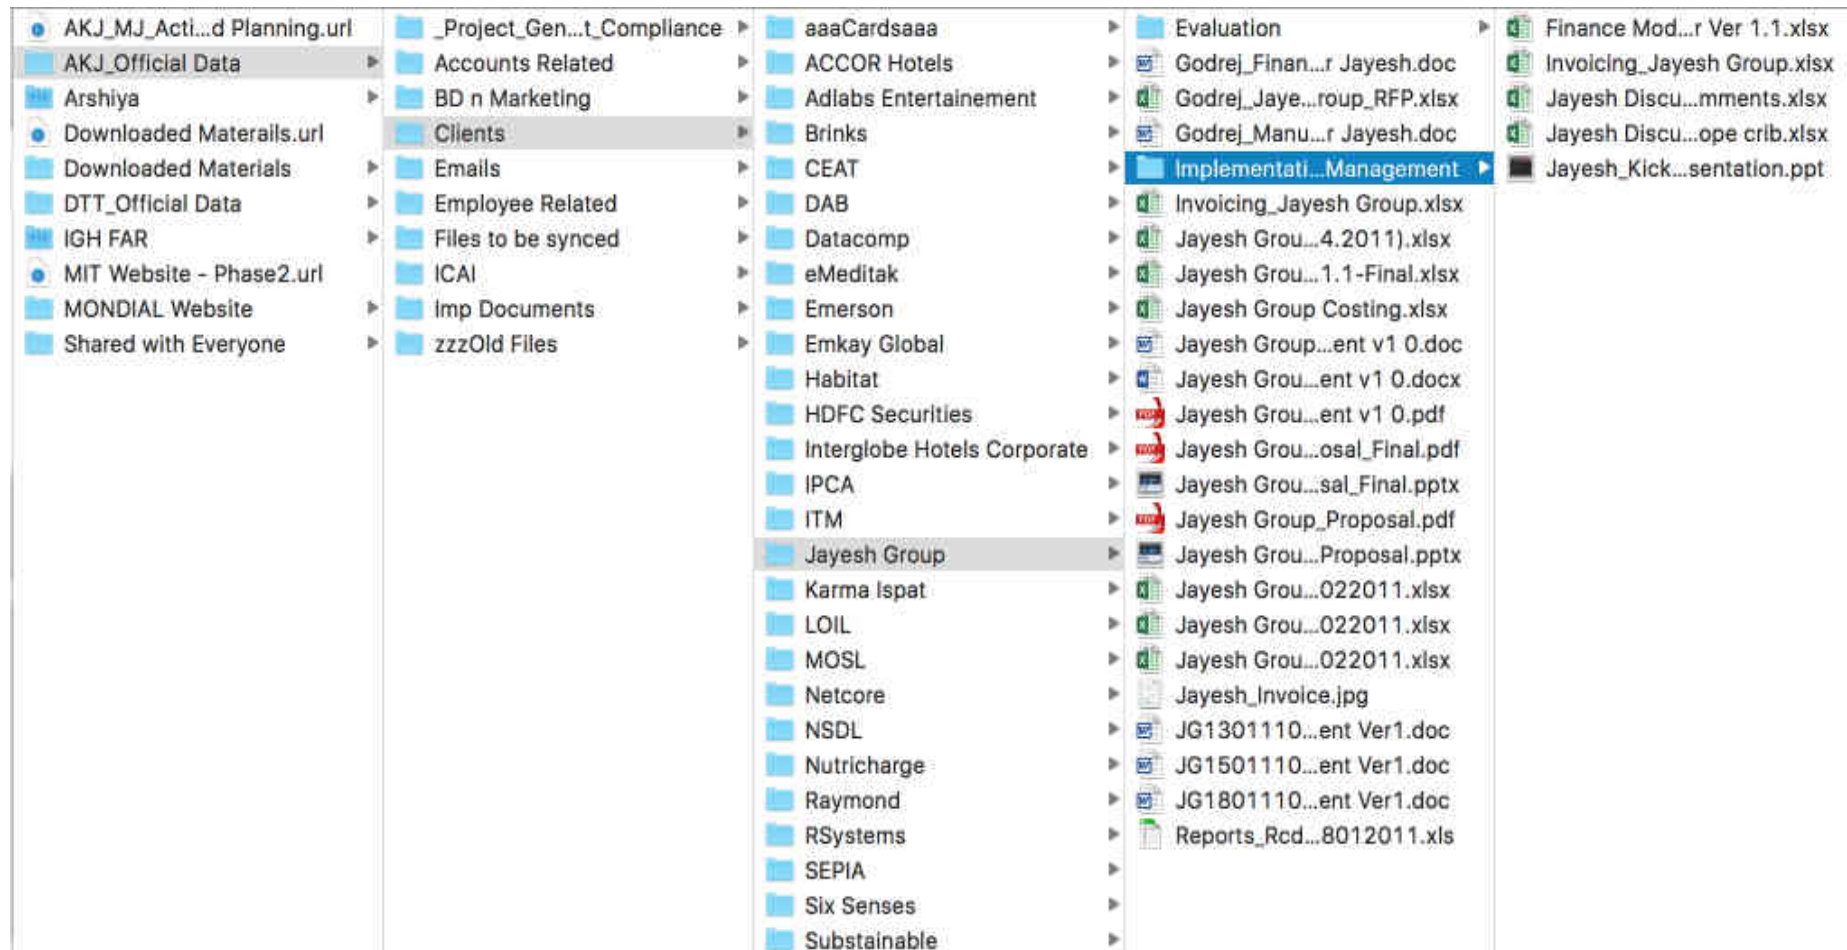 AKJ_MJ_Acti...d Planning.url
AKJ_Official Data
Arshiya
Downloaded Materails.url
Downloaded Materials
DTT_Official Data
IGH FAR
MIT Website - Phase2.url
MONDIAL Website
Shared with Everyone
_Project_Gen...t_Compliance
Accounts Related
BD n Marketing
Clients
Emails
Employee Related
Files to be synced
ICAI
Imp Documents
zzzOld Files
aaaCardsaaa
ACCOR Hotels
Adlabs Entertainement
Brinks
CEAT
DAB
Datacomp
eMeditak
Emerson
Emkay Global
Habitat
HDFC Securities
Interglobe Hotels Corporate
IPCA
ITM
Jayesh Group
Karma Ispat
LOIL
MOSL
Netcore
NSDL
Nutricharge
Raymond
RSystems
SEPIA
Six Senses
Substainable
Evaluation
Godrej_Finan...r Jayesh.doc
Godrej_Jaye...roup_RFP.xlsx
Godrej_Manu...r Jayesh.doc
Implementati...Management
Invoicing_Jayesh Group.xlsx
Jayesh Grou...4.2011).xlsx
Jayesh Grou...1.1-Final.xlsx
Jayesh Group Costing.xlsx
Jayesh Group...ent v1 0.doc
Jayesh Grou...ent v1 0.docx
Jayesh Grou...ent v1 0.pdf
Jayesh Grou...osal_Final.pdf
Jayesh Grou...sal_Final.pptx
Jayesh Group_Proposal.pdf
Jayesh Grou...Proposal.pptx
Jayesh Grou...022011.xlsx
Jayesh Grou...022011.xlsx
Jayesh Grou...022011.xlsx
Jayesh_Invoice.jpg
JG1301110...ent Ver1.doc
JG1501110...ent Ver1.doc
JG1801110...ent Ver1.doc
Reports_Rcd...8012011.xls
Finance Mod...r Ver 1.1.xlsx
Invoicing_Jayesh Group.xlsx
Jayesh Discu...mments.xlsx
Jayesh Discu...ope crib.xlsx
Jayesh_Kick...sentation.ppt